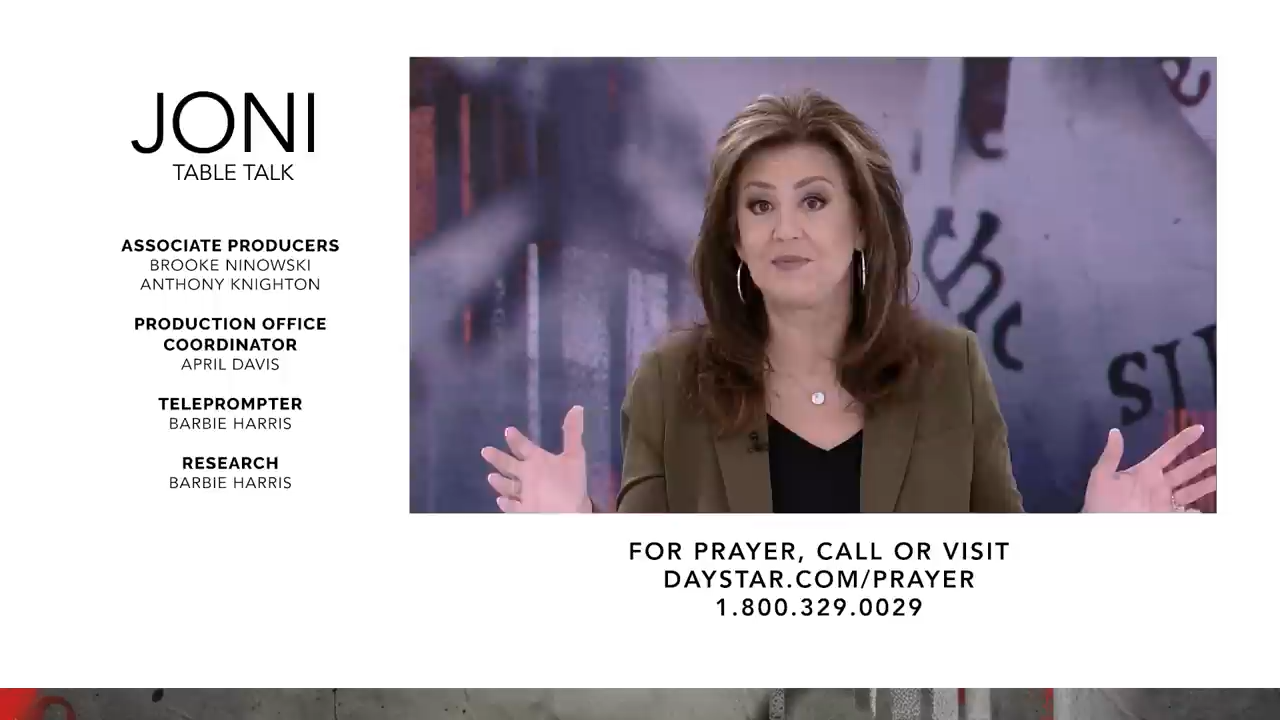 JONI
TABLE TALK
ASSOCIATE PRODUCERS
BROOKE NINOWSKI
ANTHONY KNIGHTON
PRODUCTION OFFICE
COORDINATOR
APRIL DAVIS
TELEPROMPTER
BARBIE HARRIS
RESEARCH
BARBIE HARRIS
FOR PRAYER, CALL OR VISIT
DAYSTAR.COM/PRAYER
1.800.329.0029